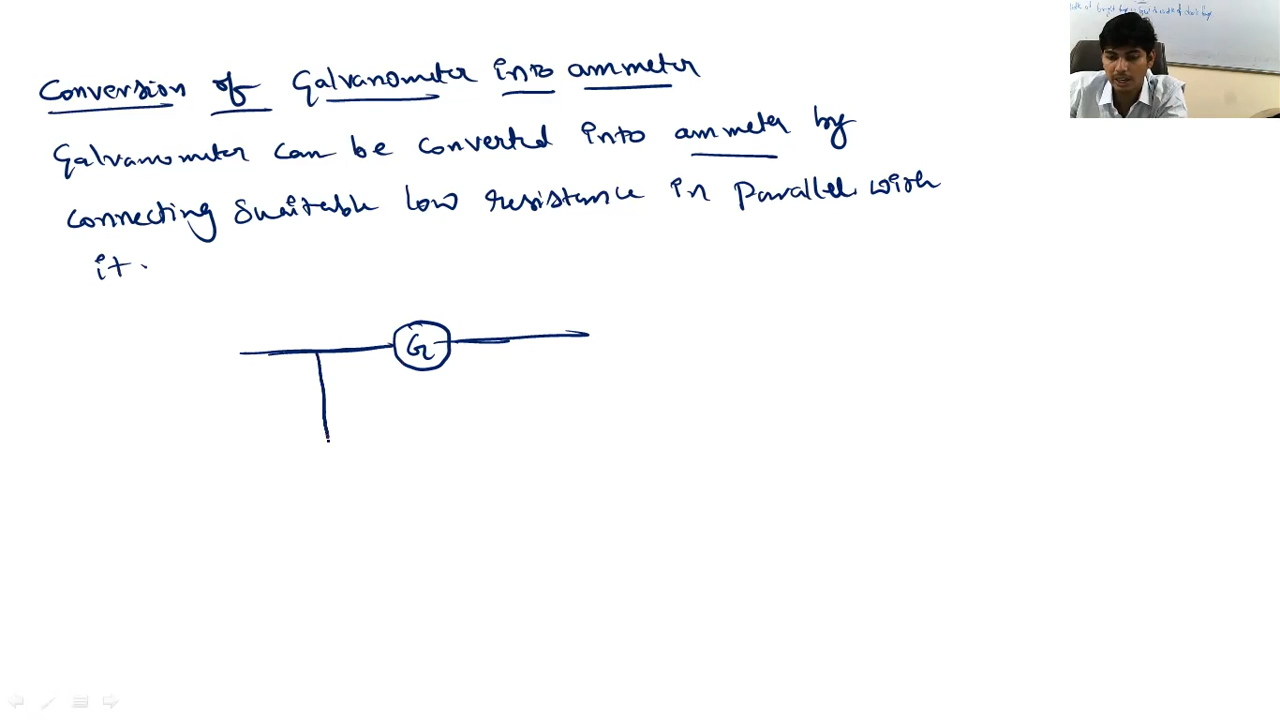 Conversion of Galvanometer into ammeter
Galvanometer can be converted into ammeter by
connecting suitable low resistance in parallel with
it.
G